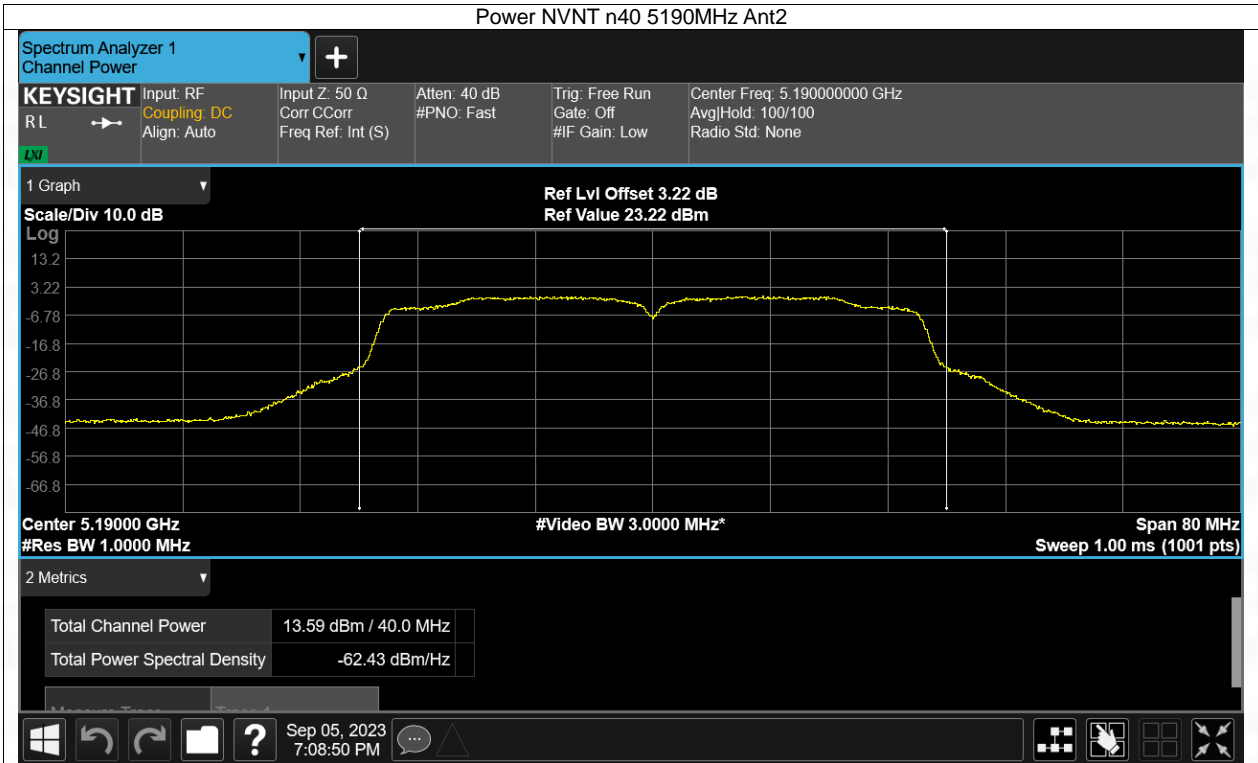 Power NVNT n40 5190MHz Ant2
Spectrum Analyzer 1
Channel Power
KEYSIGHT
R L
LXI
Input: RF
Coupling: DC
Align: Auto
Input Z: 50 Ω
Corr CCorr
Freq Ref: Int (S)
Atten: 40 dB
#PNO: Fast
Trig: Free Run
Gate: Off
#IF Gain: Low
Center Freq: 5.190000000 GHz
Avg|Hold: 100/100
Radio Std: None
1 Graph
Ref Lvl Offset 3.22 dB
Scale/Div 10.0 dB
Ref Value 23.22 dBm
Log
13.2
3.22
-6.78
-16.8
-26.8
-36.8
-46.8
-56.8
-66.8
Center 5.19000 GHz
#Video BW 3.0000 MHz*
Span 80 MHz
#Res BW 1.0000 MHz
Sweep 1.00 ms (1001 pts)
2 Metrics
Total Channel Power 13.59 dBm / 40.0 MHz
Total Power Spectral Density -62.43 dBm/Hz
Measure Trace Trace 1
Sep 05, 2023
7:08:50 PM